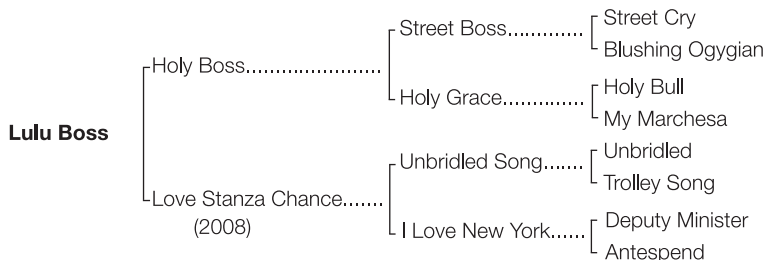 Street Cry
Street Boss..............
Blushing Ogygian
Holy Boss.........................
Holy Bull
Holy Grace...............
My Marchesa
Lulu Boss
Unbridled
Unbridled Song........
Trolley Song
Love Stanza Chance.......
(2008)
Deputy Minister
I Love New York......
Antespend